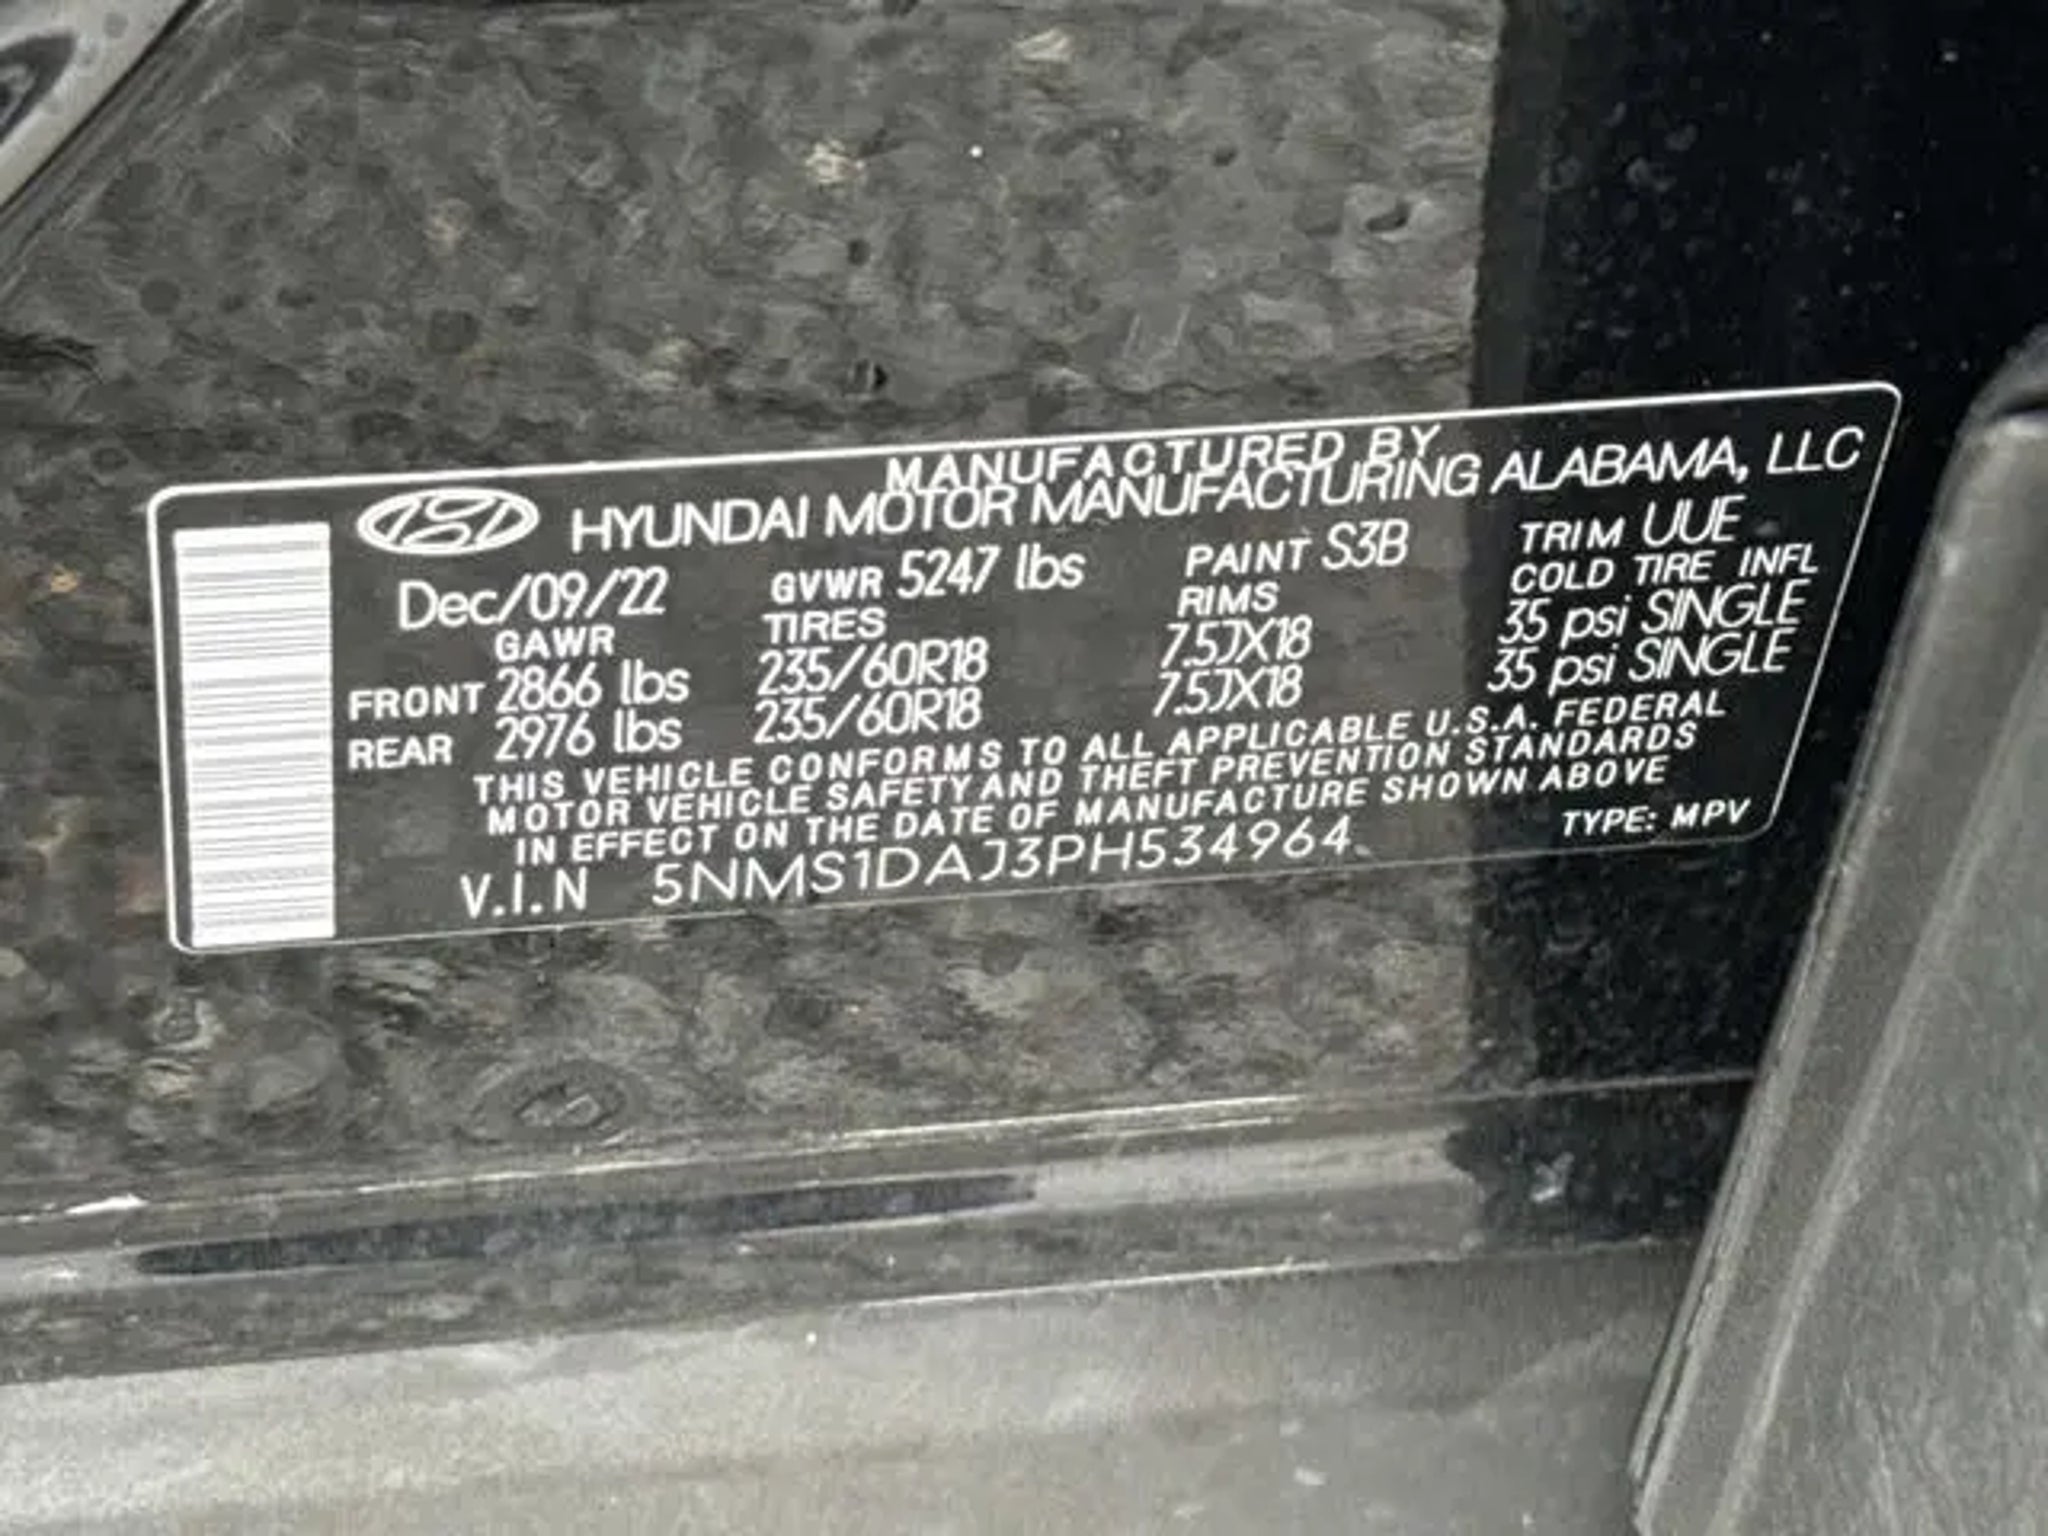 MANUFACTURED BY
HYUNDAI MOTOR MANUFACTURING ALABAMA, LLC
Dec/09/22 GVWR 5247 lbs PAINT S3B TRIM UUE
GAWR TIRES RIMS COLD TIRE INFL
FRONT 2866 lbs 235/60R18 7.5JX18 35 psi SINGLE
REAR 2976 lbs 235/60R18 7.5JX18 35 psi SINGLE
THIS VEHICLE CONFORMS TO ALL APPLICABLE U.S.A. FEDERAL
MOTOR VEHICLE SAFETY AND THEFT PREVENTION STANDARDS
IN EFFECT ON THE DATE OF MANUFACTURE SHOWN ABOVE
V.I.N 5NMS1DAJ3PH534964 TYPE: MPV